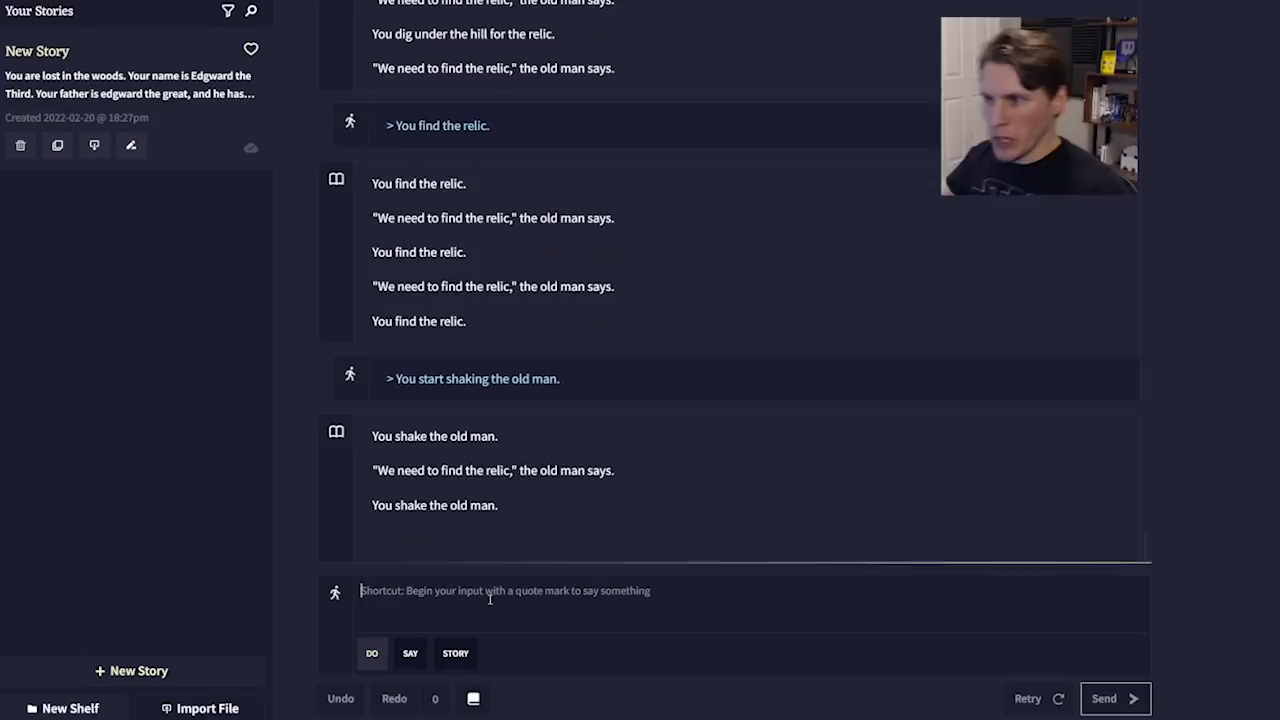 Your Stories
New Story
You are lost in the woods. Your name is Edgward the
Third. Your father is edgward the great, and he has...
Created 2022-02-20 @ 18:27pm
+ New Story
New Shelf
Import File
"We need to find the relic," the old man says.
You dig under the hill for the relic.
"We need to find the relic," the old man says.
> You find the relic.
You find the relic.
"We need to find the relic," the old man says.
You find the relic.
"We need to find the relic," the old man says.
You find the relic.
> You start shaking the old man.
You shake the old man.
"We need to find the relic," the old man says.
You shake the old man.
Shortcut: Begin your input with a quote mark to say something
DO SAY STORY
Undo Redo 0 Retry Send